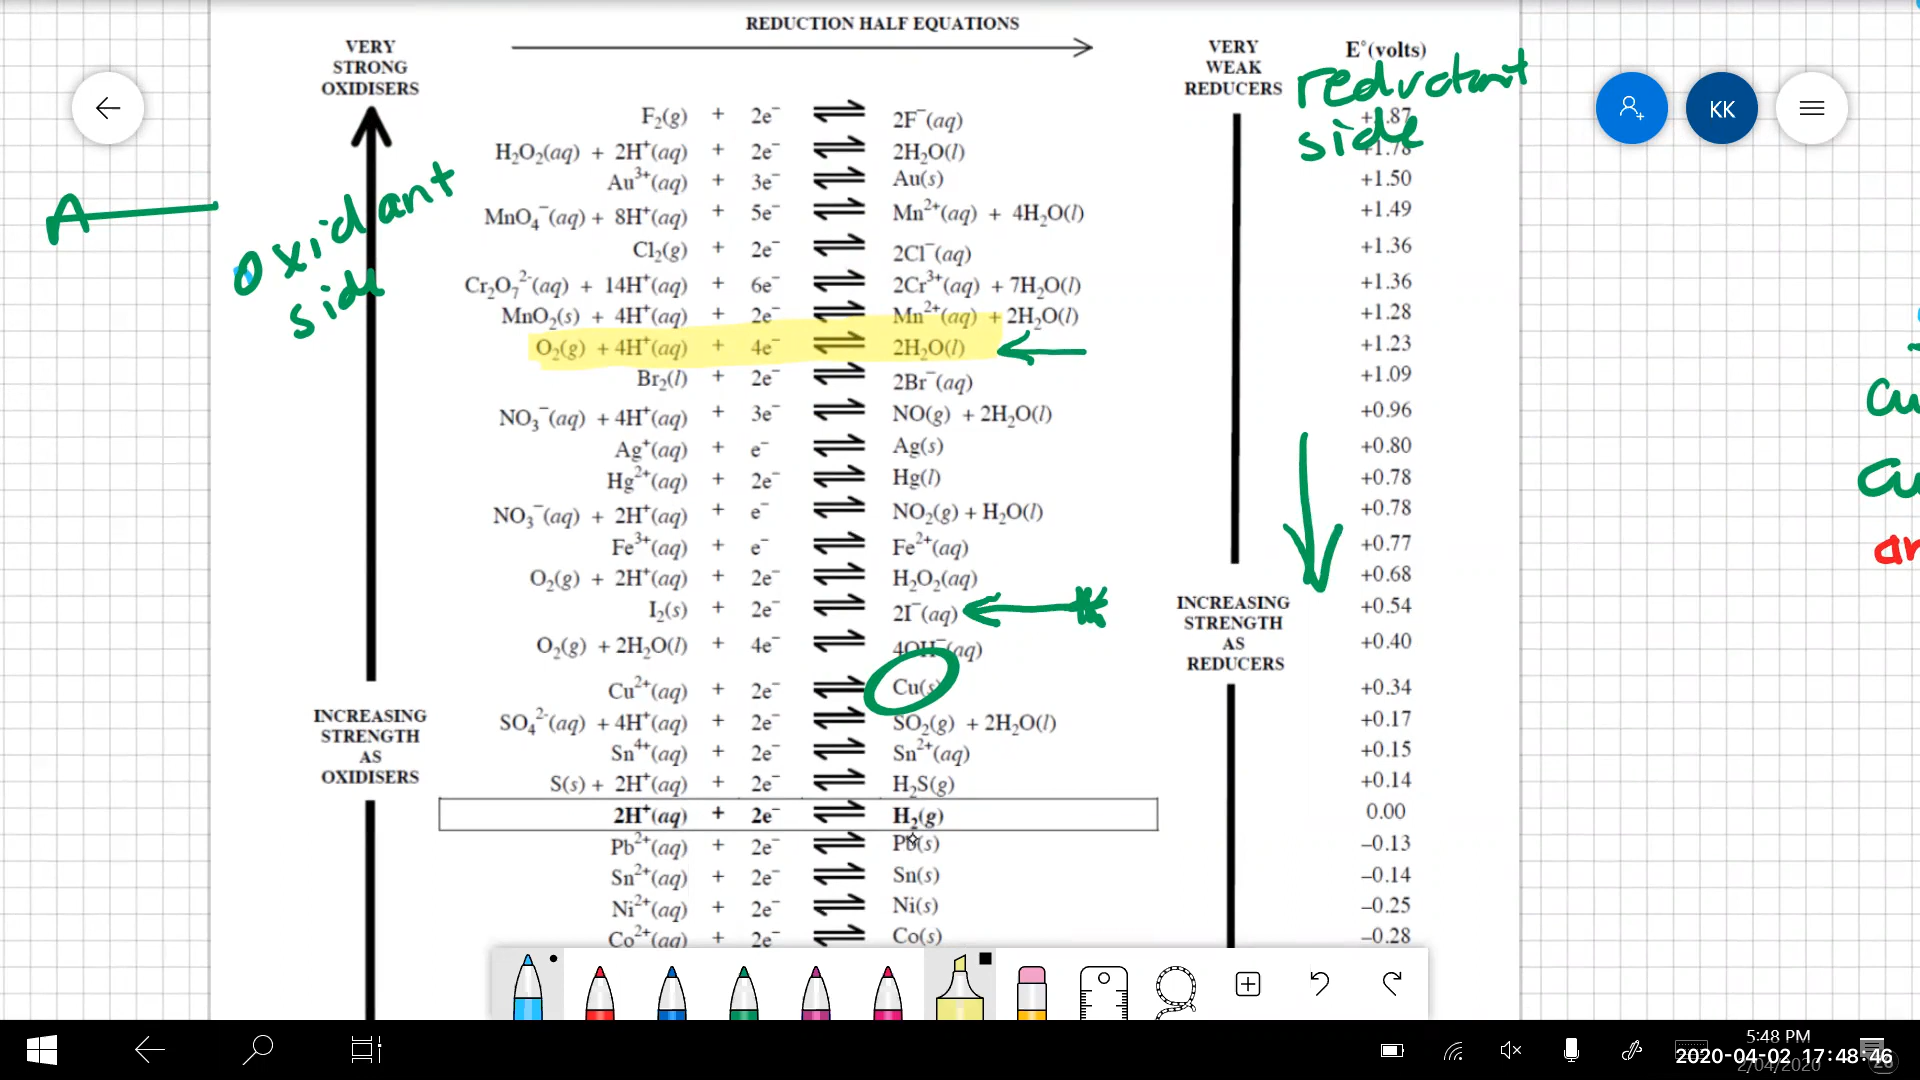 REDUCTION HALF EQUATIONS
VERY
STRONG
OXIDISERS
VERY
WEAK
REDUCERS
E°(volts)
reductant
side
oxidant
side
A
F₂(g) + 2e⁻ ⇌ 2F⁻(aq)
H₂O₂(aq) + 2H⁺(aq) + 2e⁻ ⇌ 2H₂O(l)
Au³⁺(aq) + 3e⁻ ⇌ Au(s) +1.50
MnO₄⁻(aq) + 8H⁺(aq) + 5e⁻ ⇌ Mn²⁺(aq) + 4H₂O(l) +1.49
Cl₂(g) + 2e⁻ ⇌ 2Cl⁻(aq) +1.36
Cr₂O₇²⁻(aq) + 14H⁺(aq) + 6e⁻ ⇌ 2Cr³⁺(aq) + 7H₂O(l) +1.36
MnO₂(s) + 4H⁺(aq) + 2e⁻ ⇌ Mn²⁺(aq) + 2H₂O(l) +1.28
O₂(g) + 4H⁺(aq) + 4e⁻ ⇌ 2H₂O(l) +1.23
Br₂(l) + 2e⁻ ⇌ 2Br⁻(aq) +1.09
NO₃⁻(aq) + 4H⁺(aq) + 3e⁻ ⇌ NO(g) + 2H₂O(l) +0.96
Ag⁺(aq) + e⁻ ⇌ Ag(s) +0.80
Hg²⁺(aq) + 2e⁻ ⇌ Hg(l) +0.78
NO₃⁻(aq) + 2H⁺(aq) + e⁻ ⇌ NO₂(g) + H₂O(l) +0.78
Fe³⁺(aq) + e⁻ ⇌ Fe²⁺(aq) +0.77
O₂(g) + 2H⁺(aq) + 2e⁻ ⇌ H₂O₂(aq) +0.68
I₂(s) + 2e⁻ ⇌ 2I⁻(aq) +0.54
O₂(g) + 2H₂O(l) + 4e⁻ ⇌ 4OH⁻(aq) +0.40
Cu²⁺(aq) + 2e⁻ ⇌ Cu(s) +0.34
SO₄²⁻(aq) + 4H⁺(aq) + 2e⁻ ⇌ SO₂(g) + 2H₂O(l) +0.17
Sn⁴⁺(aq) + 2e⁻ ⇌ Sn²⁺(aq) +0.15
S(s) + 2H⁺(aq) + 2e⁻ ⇌ H₂S(g) +0.14
2H⁺(aq) + 2e⁻ ⇌ H₂(g) 0.00
Pb²⁺(aq) + 2e⁻ ⇌ Pb(s) –0.13
Sn²⁺(aq) + 2e⁻ ⇌ Sn(s) –0.14
Ni²⁺(aq) + 2e⁻ ⇌ Ni(s) –0.25
Co²⁺(aq) + 2e⁻ ⇌ Co(s) –0.28
INCREASING
STRENGTH
AS
REDUCERS
INCREASING
STRENGTH
AS
OXIDISERS
KK
cu
cu
5:48 PM
2020-04-02 17:48:46
2/04/2020